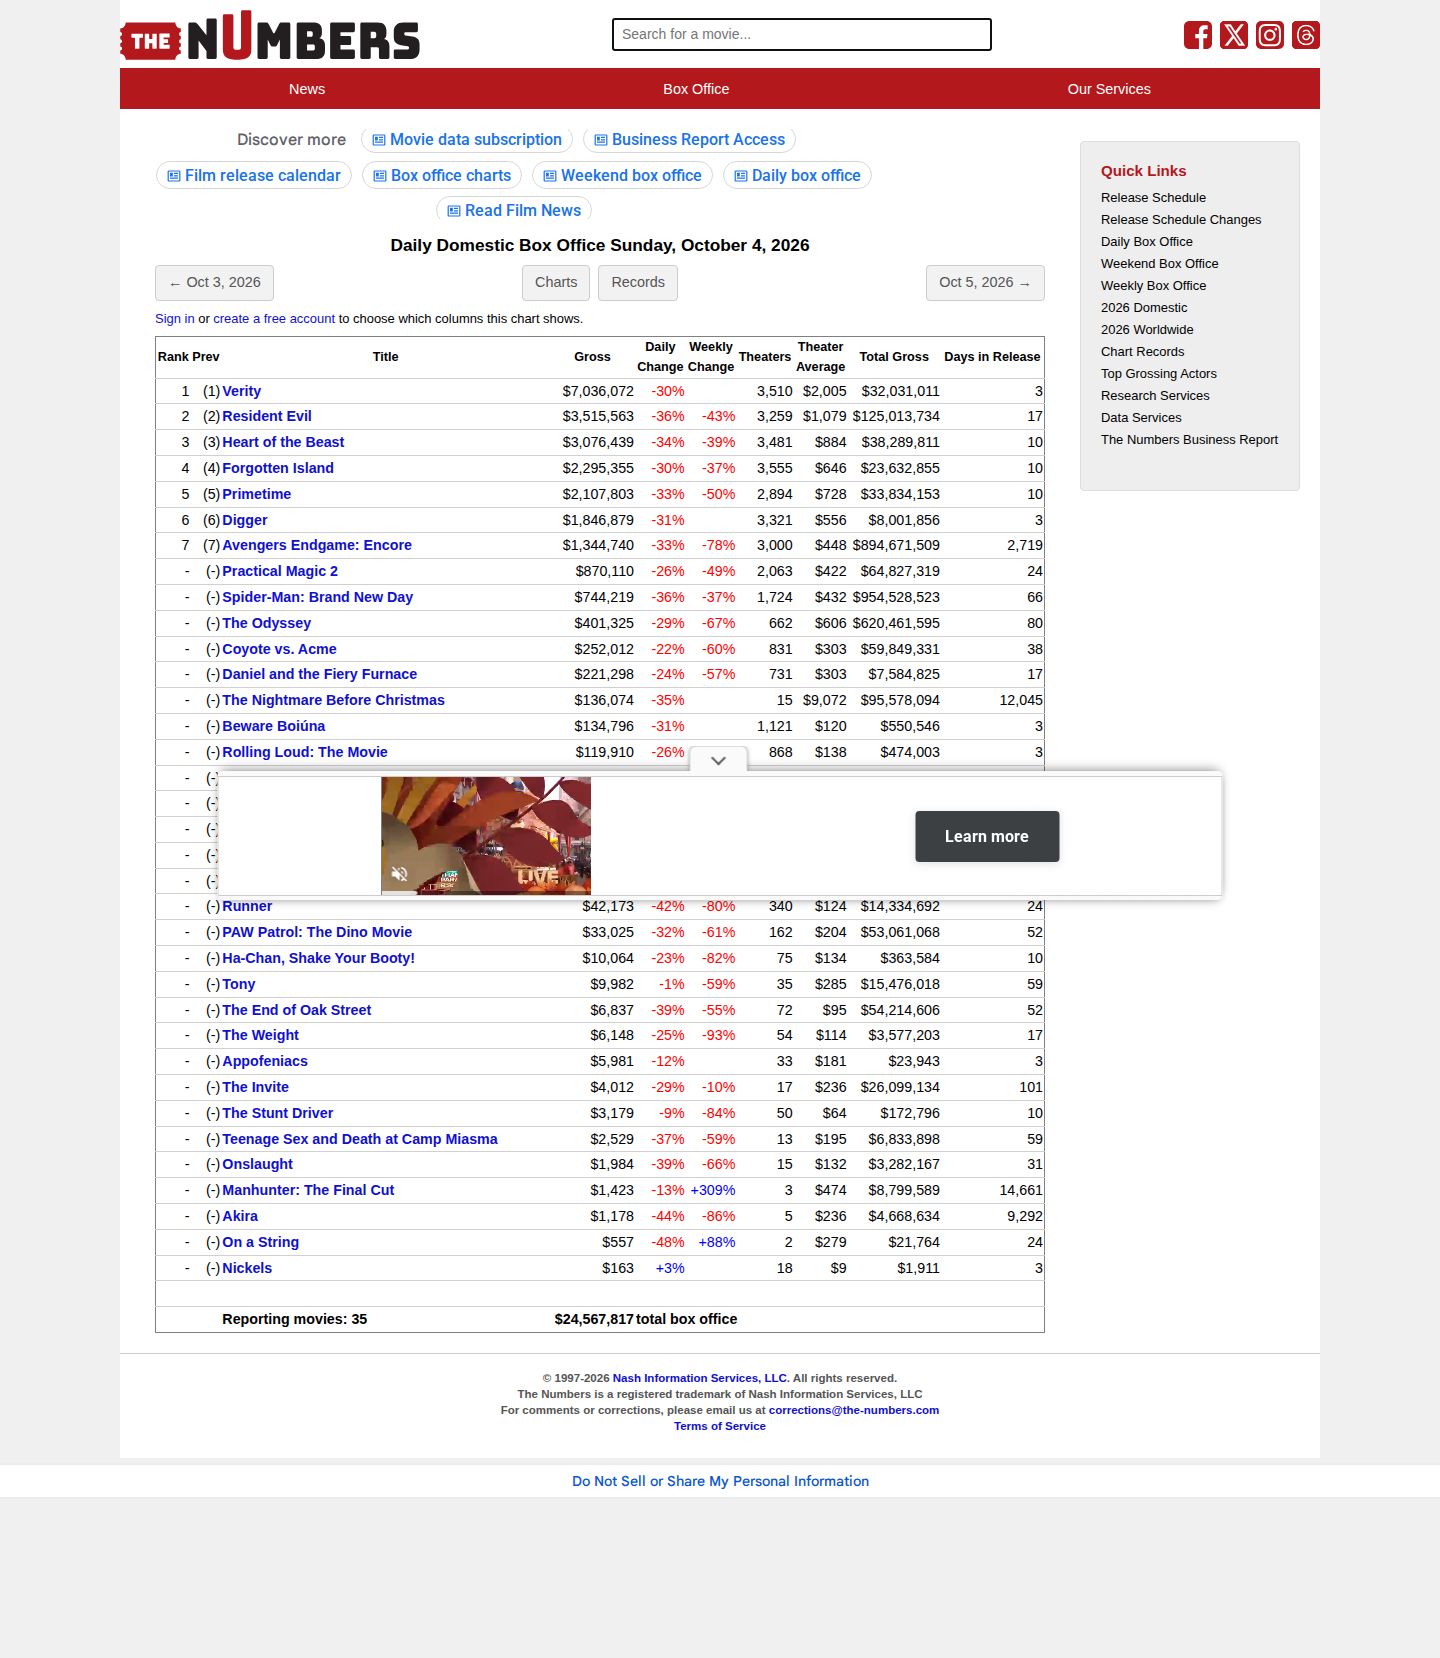 THE NUMBERS
Search for a movie...
News Box Office Our Services
Discover more Movie data subscription Business Report Access
Film release calendar Box office charts Weekend box office Daily box office
Read Film News
Daily Domestic Box Office Sunday, October 4, 2026
← Oct 3, 2026 Charts Records Oct 5, 2026 →
Sign in or create a free account to choose which columns this chart shows.
Rank Prev Title Gross Daily Change Weekly Change Theaters Theater Average Total Gross Days in Release
1 (1) Verity $7,036,072 -30% 3,510 $2,005 $32,031,011 3
2 (2) Resident Evil $3,515,563 -36% -43% 3,259 $1,079 $125,013,734 17
3 (3) Heart of the Beast $3,076,439 -34% -39% 3,481 $884 $38,289,811 10
4 (4) Forgotten Island $2,295,355 -30% -37% 3,555 $646 $23,632,855 10
5 (5) Primetime $2,107,803 -33% -50% 2,894 $728 $33,834,153 10
6 (6) Digger $1,846,879 -31% 3,321 $556 $8,001,856 3
7 (7) Avengers Endgame: Encore $1,344,740 -33% -78% 3,000 $448 $894,671,509 2,719
- (-) Practical Magic 2 $870,110 -26% -49% 2,063 $422 $64,827,319 24
- (-) Spider-Man: Brand New Day $744,219 -36% -37% 1,724 $432 $954,528,523 66
- (-) The Odyssey $401,325 -29% -67% 662 $606 $620,461,595 80
- (-) Coyote vs. Acme $252,012 -22% -60% 831 $303 $59,849,331 38
- (-) Daniel and the Fiery Furnace $221,298 -24% -57% 731 $303 $7,584,825 17
- (-) The Nightmare Before Christmas $136,074 -35% 15 $9,072 $95,578,094 12,045
- (-) Beware Boiúna $134,796 -31% 1,121 $120 $550,546 3
- (-) Rolling Loud: The Movie $119,910 -26% 868 $138 $474,003 3
- (-)
- (-)
- (-)
- (-)
- (-)
LIVE
Learn more
- (-) Runner $42,173 -42% -80% 340 $124 $14,334,692 24
- (-) PAW Patrol: The Dino Movie $33,025 -32% -61% 162 $204 $53,061,068 52
- (-) Ha-Chan, Shake Your Booty! $10,064 -23% -82% 75 $134 $363,584 10
- (-) Tony $9,982 -1% -59% 35 $285 $15,476,018 59
- (-) The End of Oak Street $6,837 -39% -55% 72 $95 $54,214,606 52
- (-) The Weight $6,148 -25% -93% 54 $114 $3,577,203 17
- (-) Appofeniacs $5,981 -12% 33 $181 $23,943 3
- (-) The Invite $4,012 -29% -10% 17 $236 $26,099,134 101
- (-) The Stunt Driver $3,179 -9% -84% 50 $64 $172,796 10
- (-) Teenage Sex and Death at Camp Miasma $2,529 -37% -59% 13 $195 $6,833,898 59
- (-) Onslaught $1,984 -39% -66% 15 $132 $3,282,167 31
- (-) Manhunter: The Final Cut $1,423 -13% +309% 3 $474 $8,799,589 14,661
- (-) Akira $1,178 -44% -86% 5 $236 $4,668,634 9,292
- (-) On a String $557 -48% +88% 2 $279 $21,764 24
- (-) Nickels $163 +3% 18 $9 $1,911 3
Reporting movies: 35 $24,567,817 total box office
Quick Links
Release Schedule
Release Schedule Changes
Daily Box Office
Weekend Box Office
Weekly Box Office
2026 Domestic
2026 Worldwide
Chart Records
Top Grossing Actors
Research Services
Data Services
The Numbers Business Report
© 1997-2026 Nash Information Services, LLC. All rights reserved.
The Numbers is a registered trademark of Nash Information Services, LLC
For comments or corrections, please email us at corrections@the-numbers.com
Terms of Service
Do Not Sell or Share My Personal Information